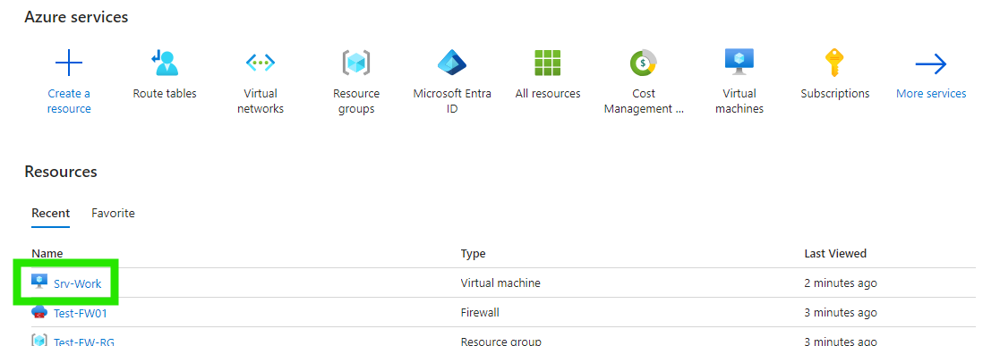 Azure services
Create a resource
Route tables
Virtual networks
Resource groups
Microsoft Entra ID
All resources
Cost Management ...
Virtual machines
Subscriptions
More services
Resources
Recent Favorite
Name Type Last Viewed
Srv-Work Virtual machine 2 minutes ago
Test-FW01 Firewall 3 minutes ago
Test-FW-RG Resource group 3 minutes ago